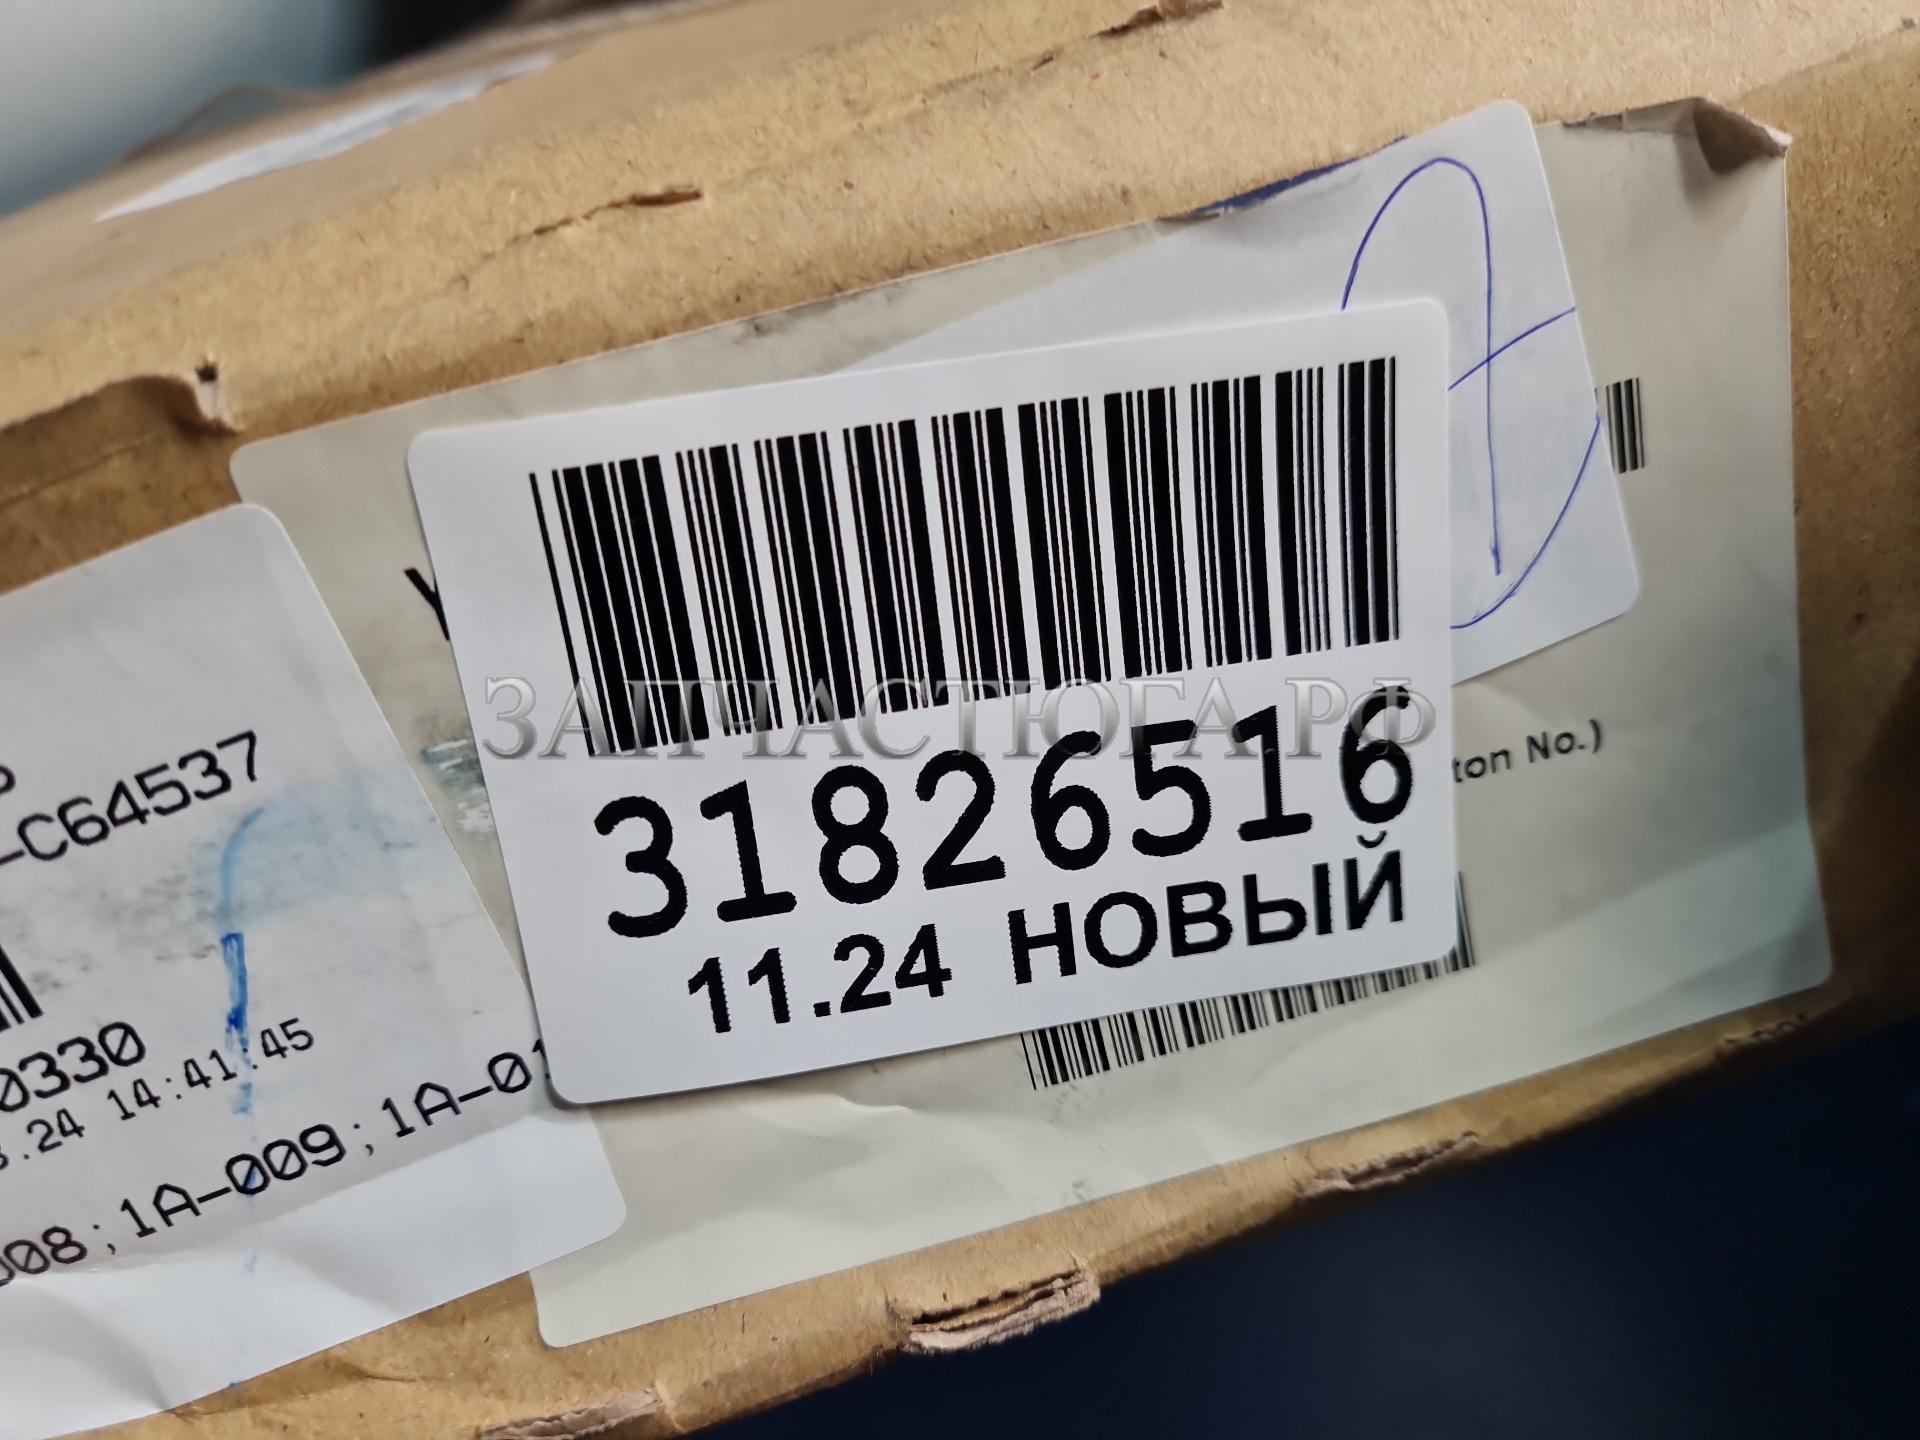 -C64537
0330
.24 14:41:45
008;1A-009;1A-01
ЗАПЧАСТЮГА.РФ
31826516
11.24 НОВЫЙ
ton No.)